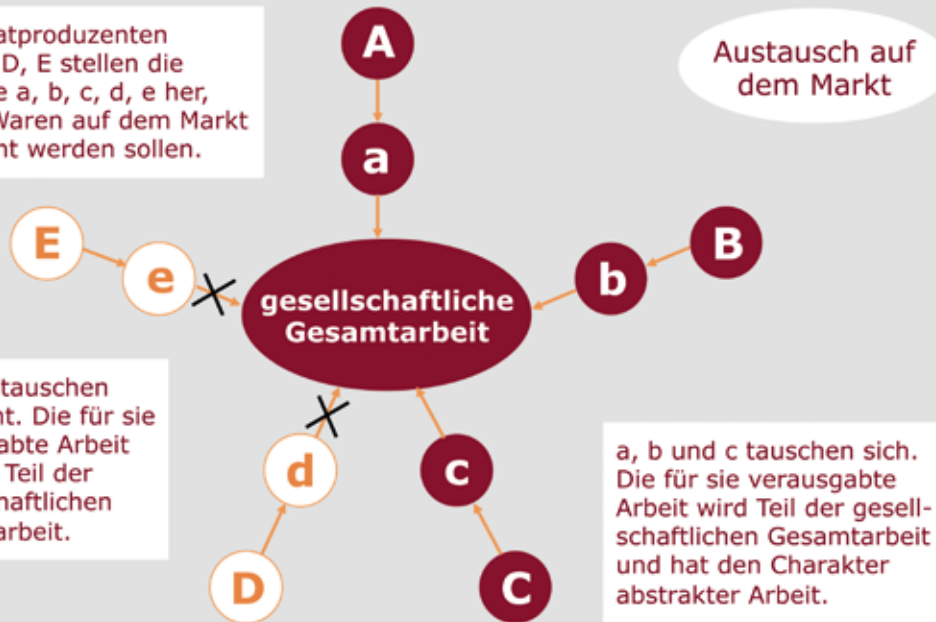 atproduzenten
D, E stellen die
e a, b, c, d, e her,
Waren auf dem Markt
ht werden sollen.
Austausch auf
dem Markt
A
a
E
e
b
B
gesellschaftliche
Gesamtarbeit
tauschen
nt. Die für sie
abte Arbeit
Teil der
haftlichen
arbeit.
d
c
D
C
a, b und c tauschen sich.
Die für sie verausgabte
Arbeit wird Teil der gesell-
schaftlichen Gesamtarbeit
und hat den Charakter
abstrakter Arbeit.